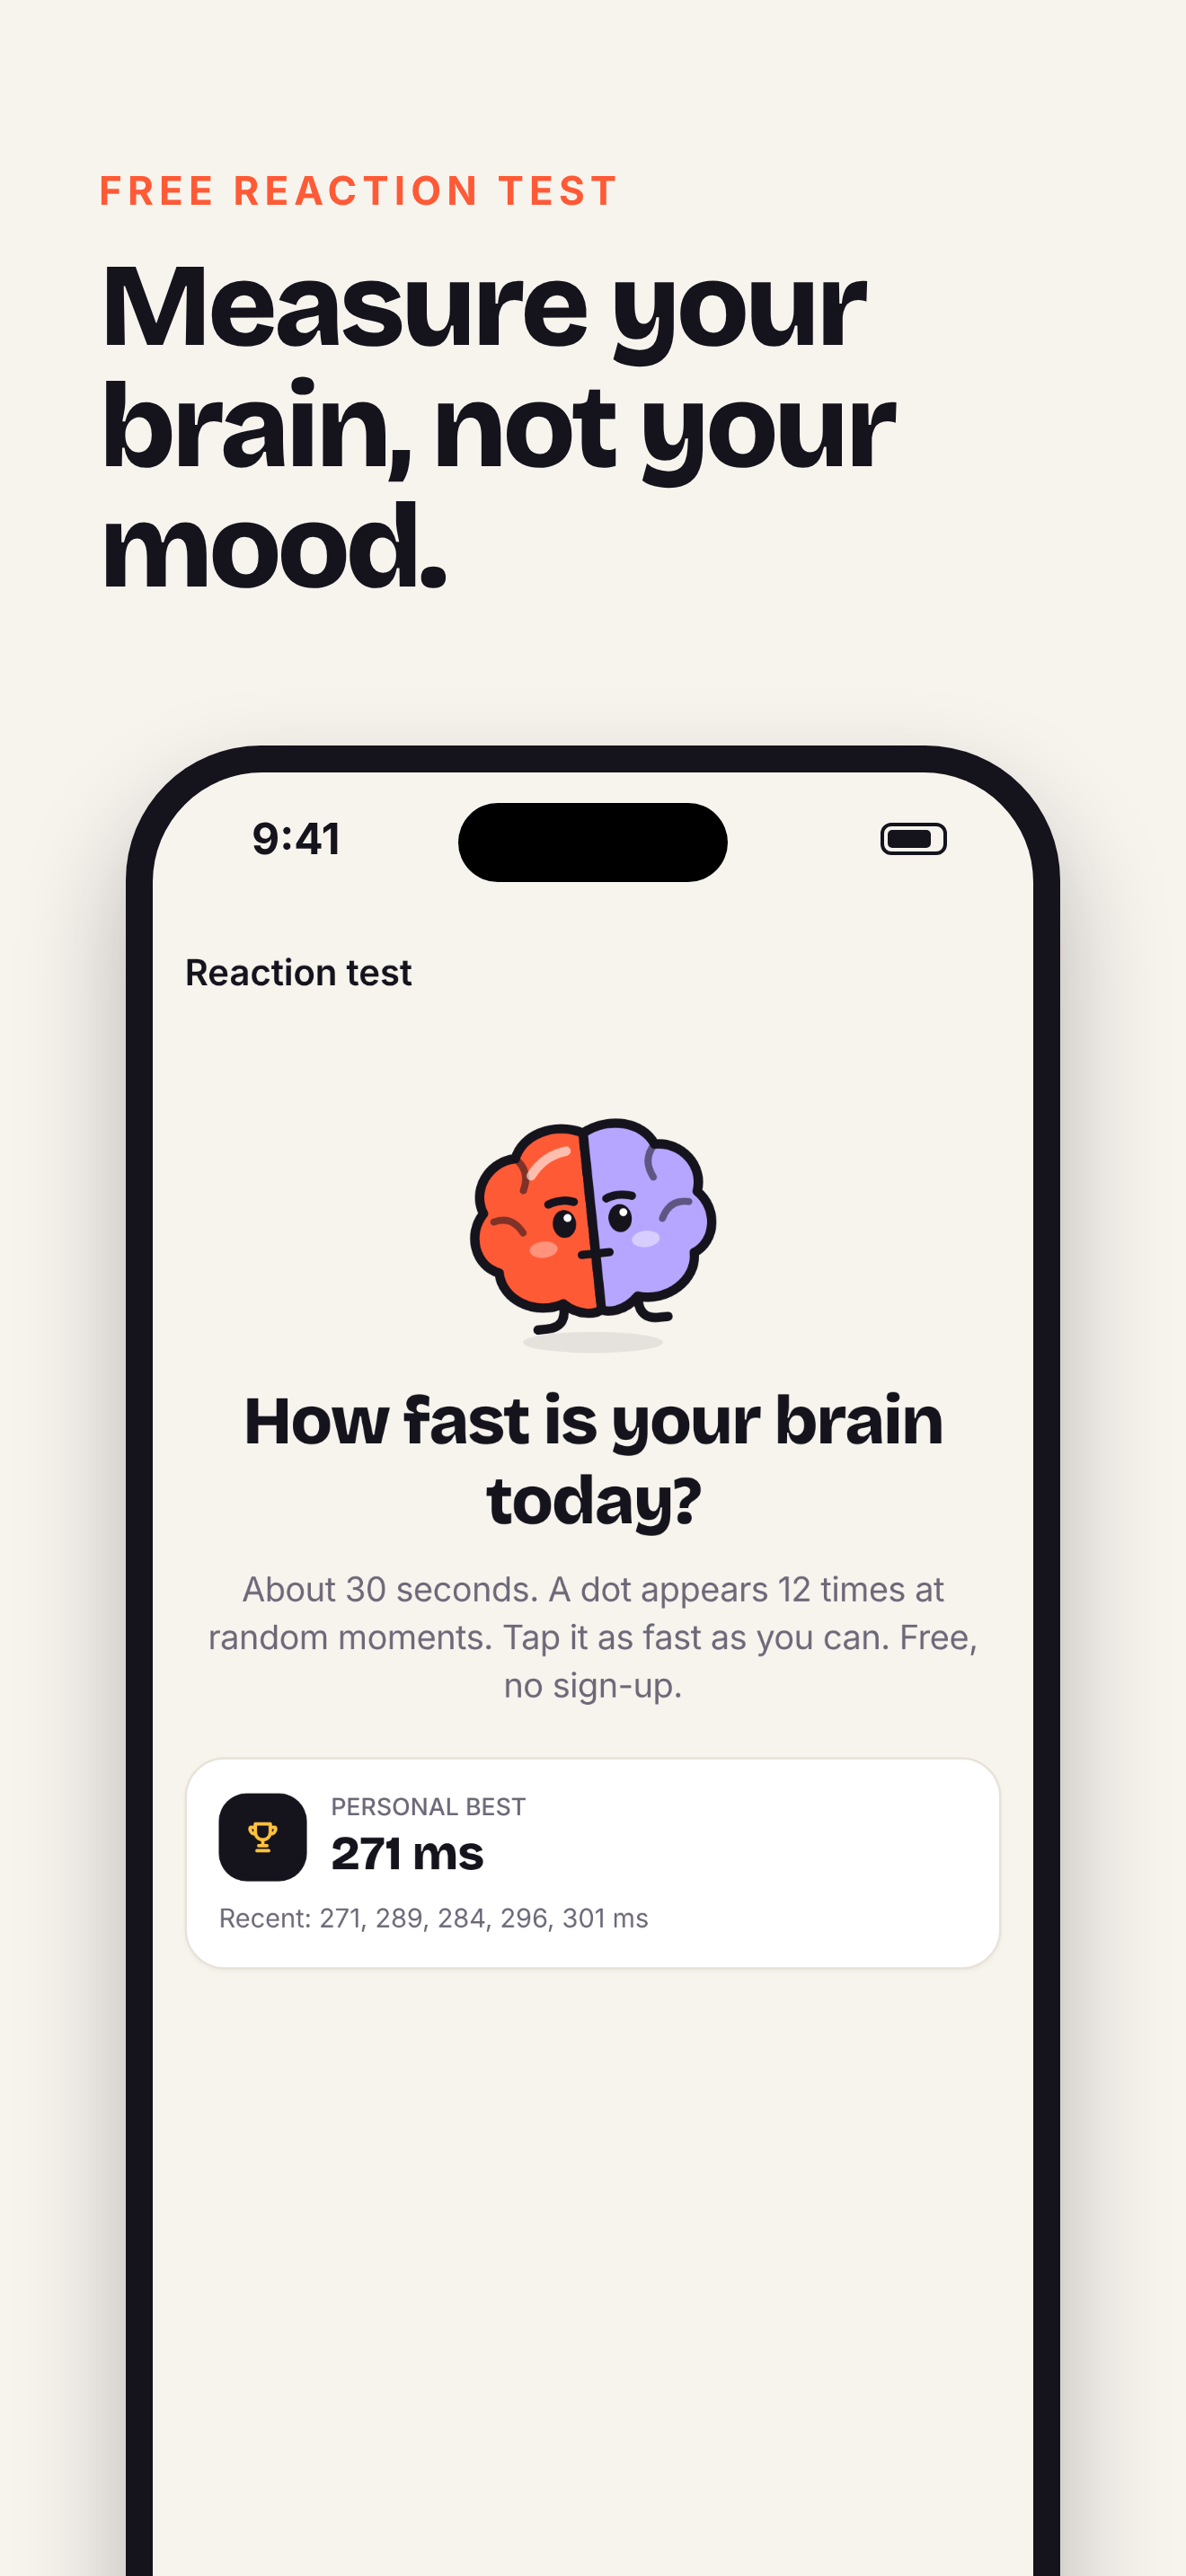 FREE REACTION TEST
Measure your
brain, not your
mood.
9:41
Reaction test
How fast is your brain
today?
About 30 seconds. A dot appears 12 times at
random moments. Tap it as fast as you can. Free,
no sign-up.
PERSONAL BEST
271 ms
Recent: 271, 289, 284, 296, 301 ms